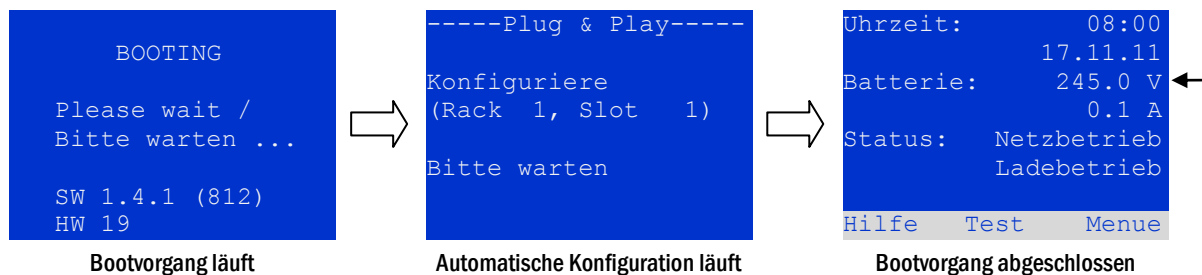 BOOTING
Please wait /
Bitte warten ...
SW 1.4.1 (812)
HW 19
Bootvorgang läuft
-----Plug & Play-----
Konfiguriere
(Rack 1, Slot 1)
Bitte warten
Automatische Konfiguration läuft
Uhrzeit: 08:00
17.11.11
Batterie: 245.0 V
0.1 A
Status: Netzbetrieb
Ladebetrieb
Hilfe Test Menue
Bootvorgang abgeschlossen